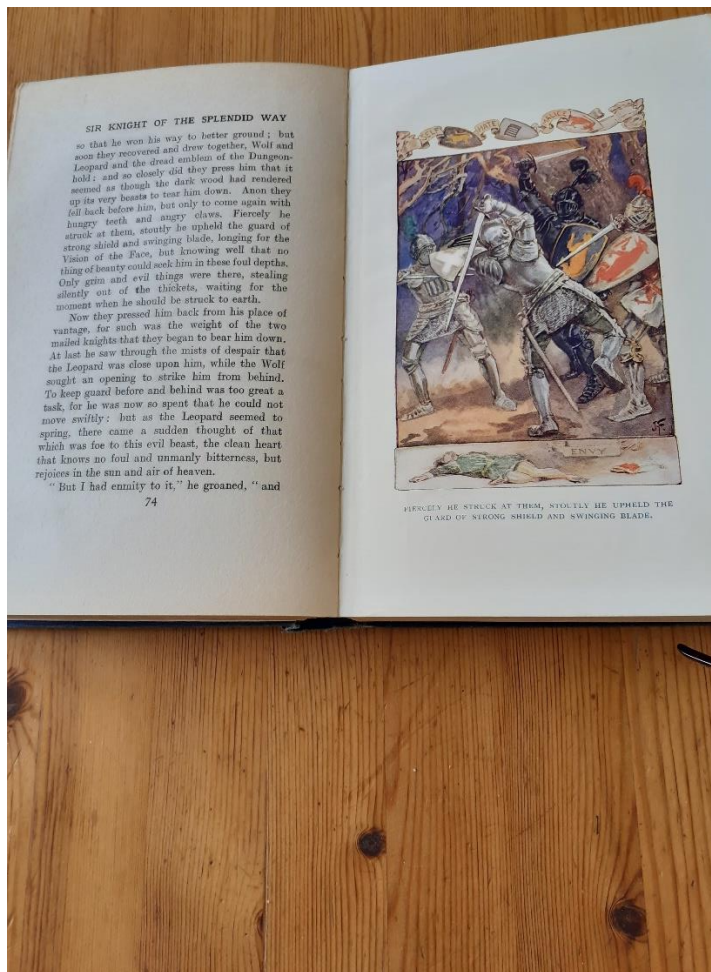 SIR KNIGHT OF THE SPLENDID WAY
so that he won his way to better ground; but
soon they recovered and drew together, Wolf and
Leopard and the dread emblem of the Dungeon-
hold; and so closely did they press him that it
seemed as though the dark wood had rendered
up its very beasts to tear him down. Anon they
fell back before him, but only to come again with
hungry teeth and angry claws. Fiercely he
struck at them, stoutly he upheld the guard of
strong shield and swinging blade, longing for the
Vision of the Face, but knowing well that no
thing of beauty could seek him in these foul depths.
Only grim and evil things were there, stealing
silently out of the thickets, waiting for the
moment when he should be struck to earth.
Now they pressed him back from his place of
vantage, for such was the weight of the two
mailed knights that they began to bear him down.
At last he saw through the mists of despair that
the Leopard was close upon him, while the Wolf
sought an opening to strike him from behind.
To keep guard before and behind was too great a
task, for he was now so spent that he could not
move swiftly; but as the Leopard seemed to
spring, there came a sudden thought of that
which was foe to this evil beast, the clean heart
that knows no foul and unmanly bitterness, but
rejoices in the sun and air of heaven.
"But I had enmity to it," he groaned, "and
74
SELF HATE
ENVY
FIERCELY HE STRUCK AT THEM, STOUTLY HE UPHELD THE
GUARD OF STRONG SHIELD AND SWINGING BLADE.